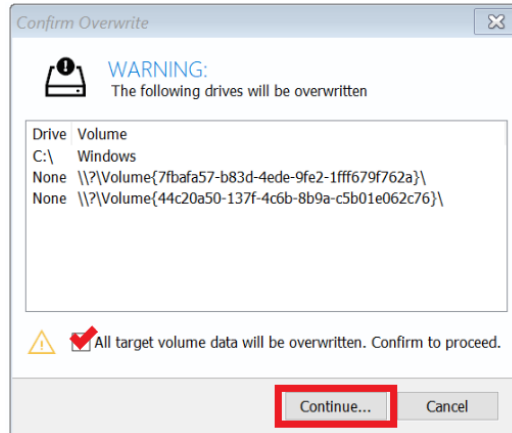 Confirm Overwrite
WARNING:
The following drives will be overwritten
Drive Volume
C:\ Windows
None \\?\Volume{7fbafa57-b83d-4ede-9fe2-1fff679f762a}\
None \\?\Volume{44c20a50-137f-4c6b-8b9a-c5b01e062c76}\
All target volume data will be overwritten. Confirm to proceed.
Continue... Cancel